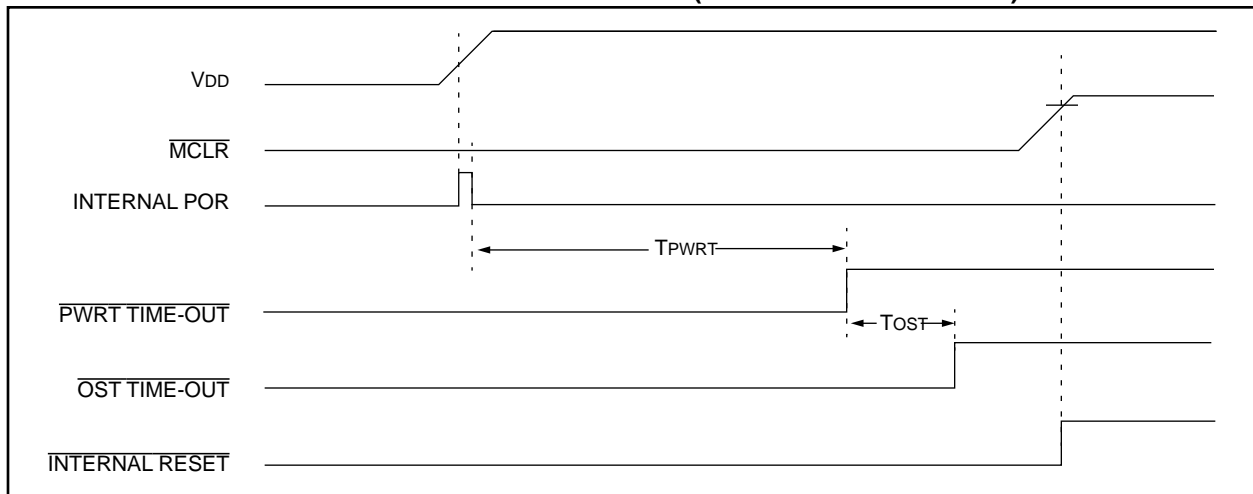 VDD
MCLR
INTERNAL POR
TPWRT
PWRT TIME-OUT
TOST
OST TIME-OUT
INTERNAL RESET